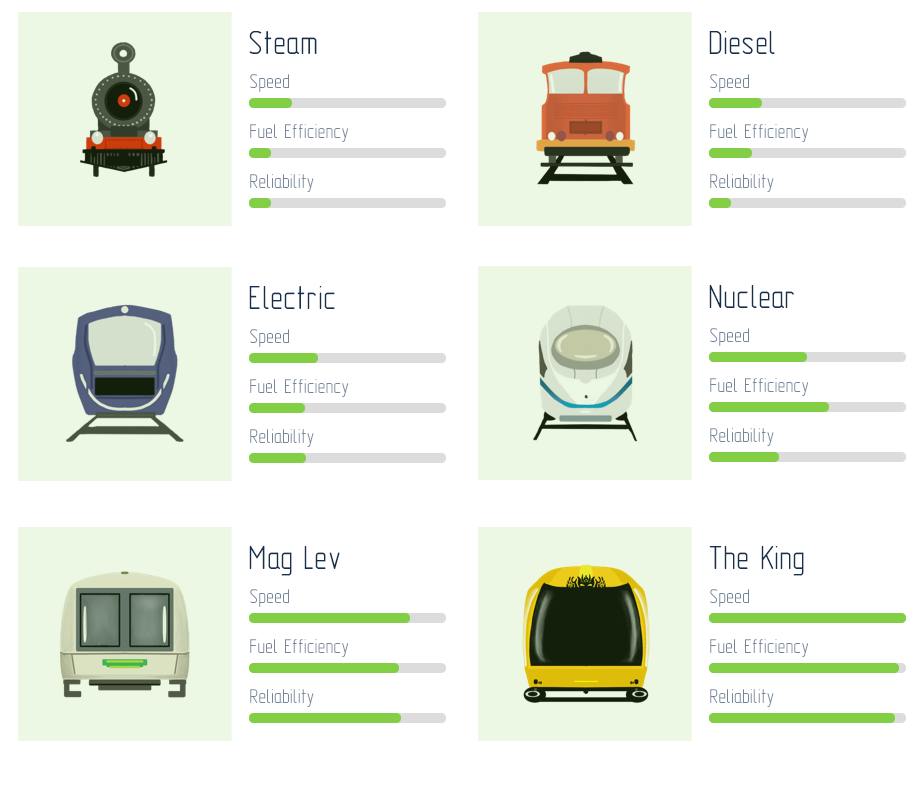 Steam
Speed
Fuel Efficiency
Reliability
Diesel
Speed
Fuel Efficiency
Reliability
Electric
Speed
Fuel Efficiency
Reliability
Nuclear
Speed
Fuel Efficiency
Reliability
Mag Lev
Speed
Fuel Efficiency
Reliability
The King
Speed
Fuel Efficiency
Reliability